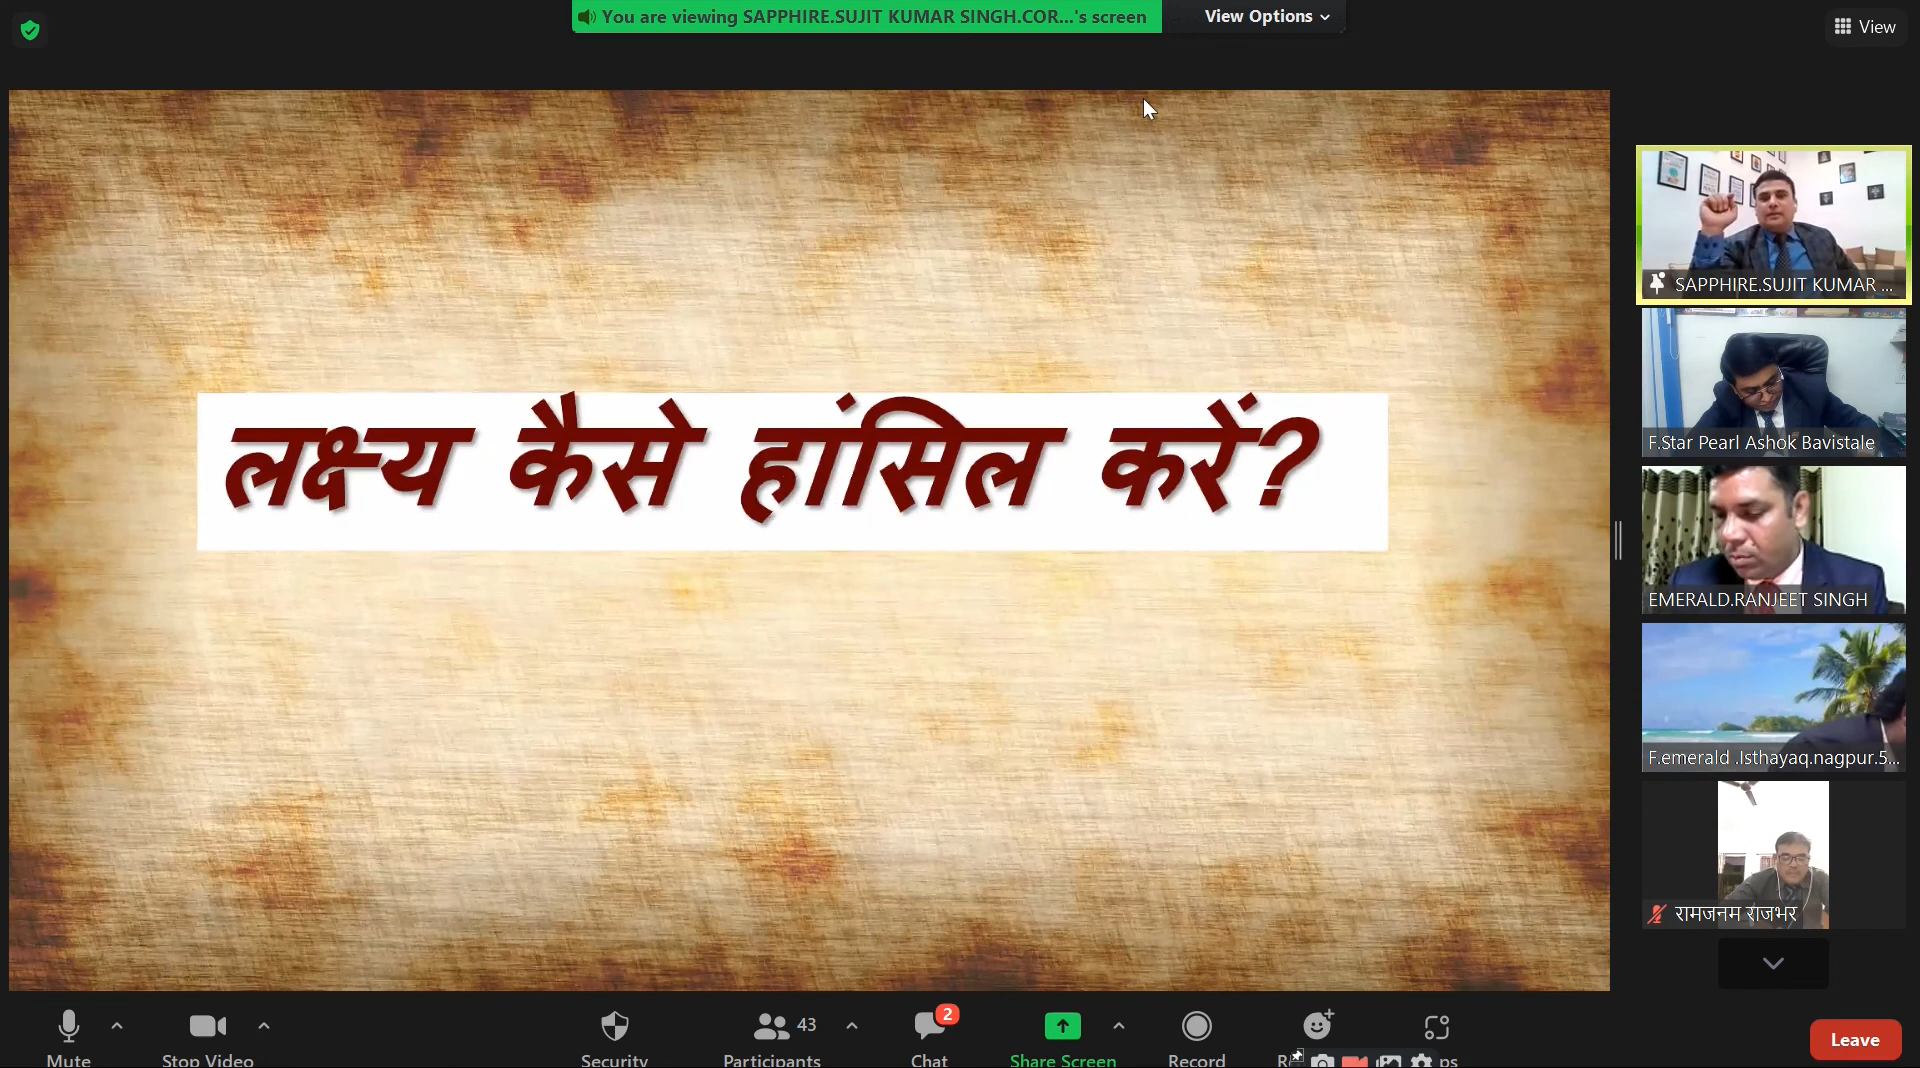 You are viewing SAPPHIRE.SUJIT KUMAR SINGH.COR...'s screen
View Options
View
लक्ष्य कैसे हांसिल करें?
SAPPHIRE.SUJIT KUMAR ...
F.Star Pearl Ashok Bavistale
EMERALD.RANJEET SINGH
F.emerald .Isthayaq.nagpur.5...
रामजनम राजभर
Mute
Stop Video
Security
43
Participants
2
Chat
Share Screen
Record
Leave